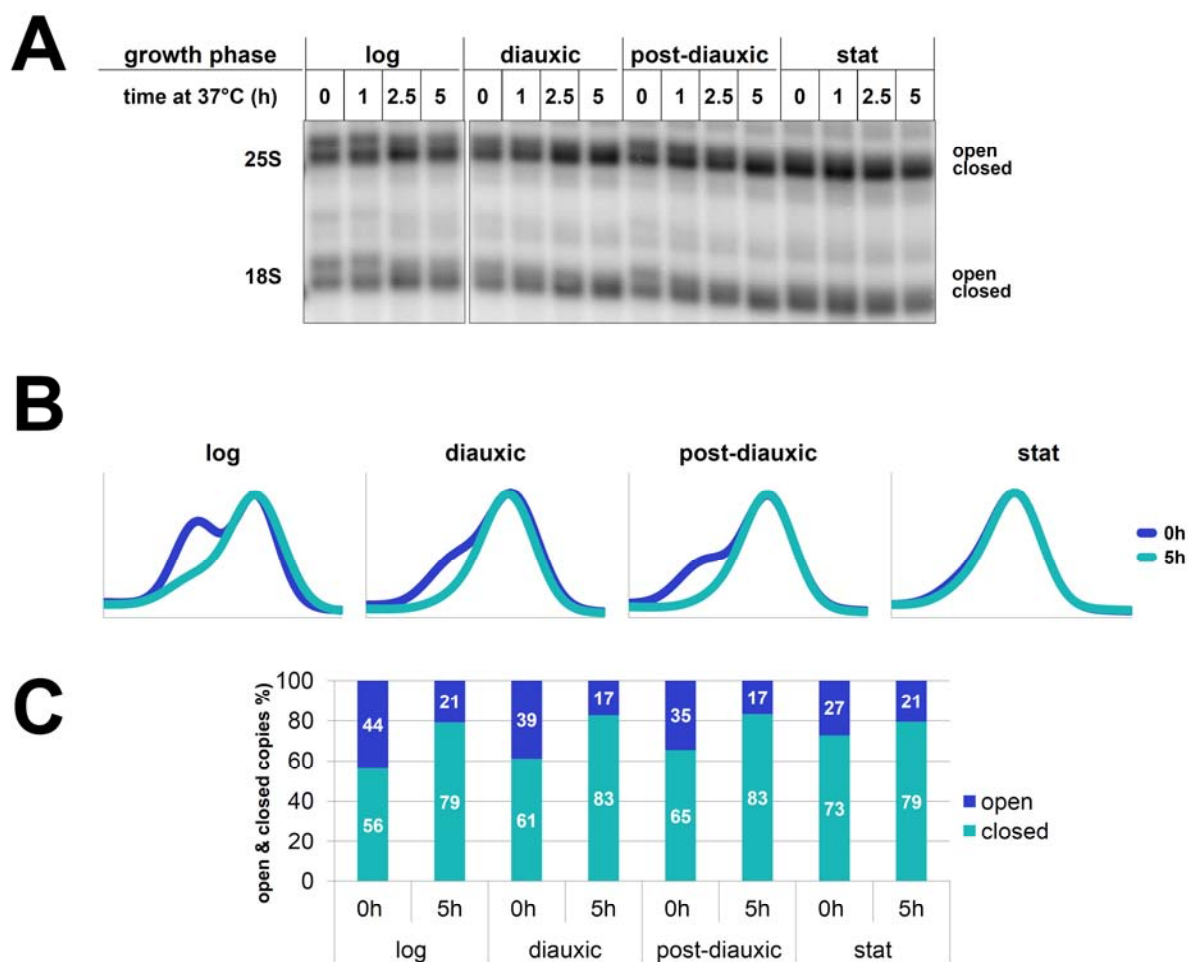 A
growth phase log diauxic post-diauxic stat
time at 37°C (h) 0 1 2.5 5 0 1 2.5 5 0 1 2.5 5 0 1 2.5 5
25S open
closed
18S open
closed
B
log diauxic post-diauxic stat
0h
5h
C
open & closed copies %)
100
80
60
40
20
0
44 21 39 17 35 17 27 21
56 79 61 83 65 83 73 79
open
closed
0h 5h 0h 5h 0h 5h 0h 5h
log diauxic post-diauxic stat